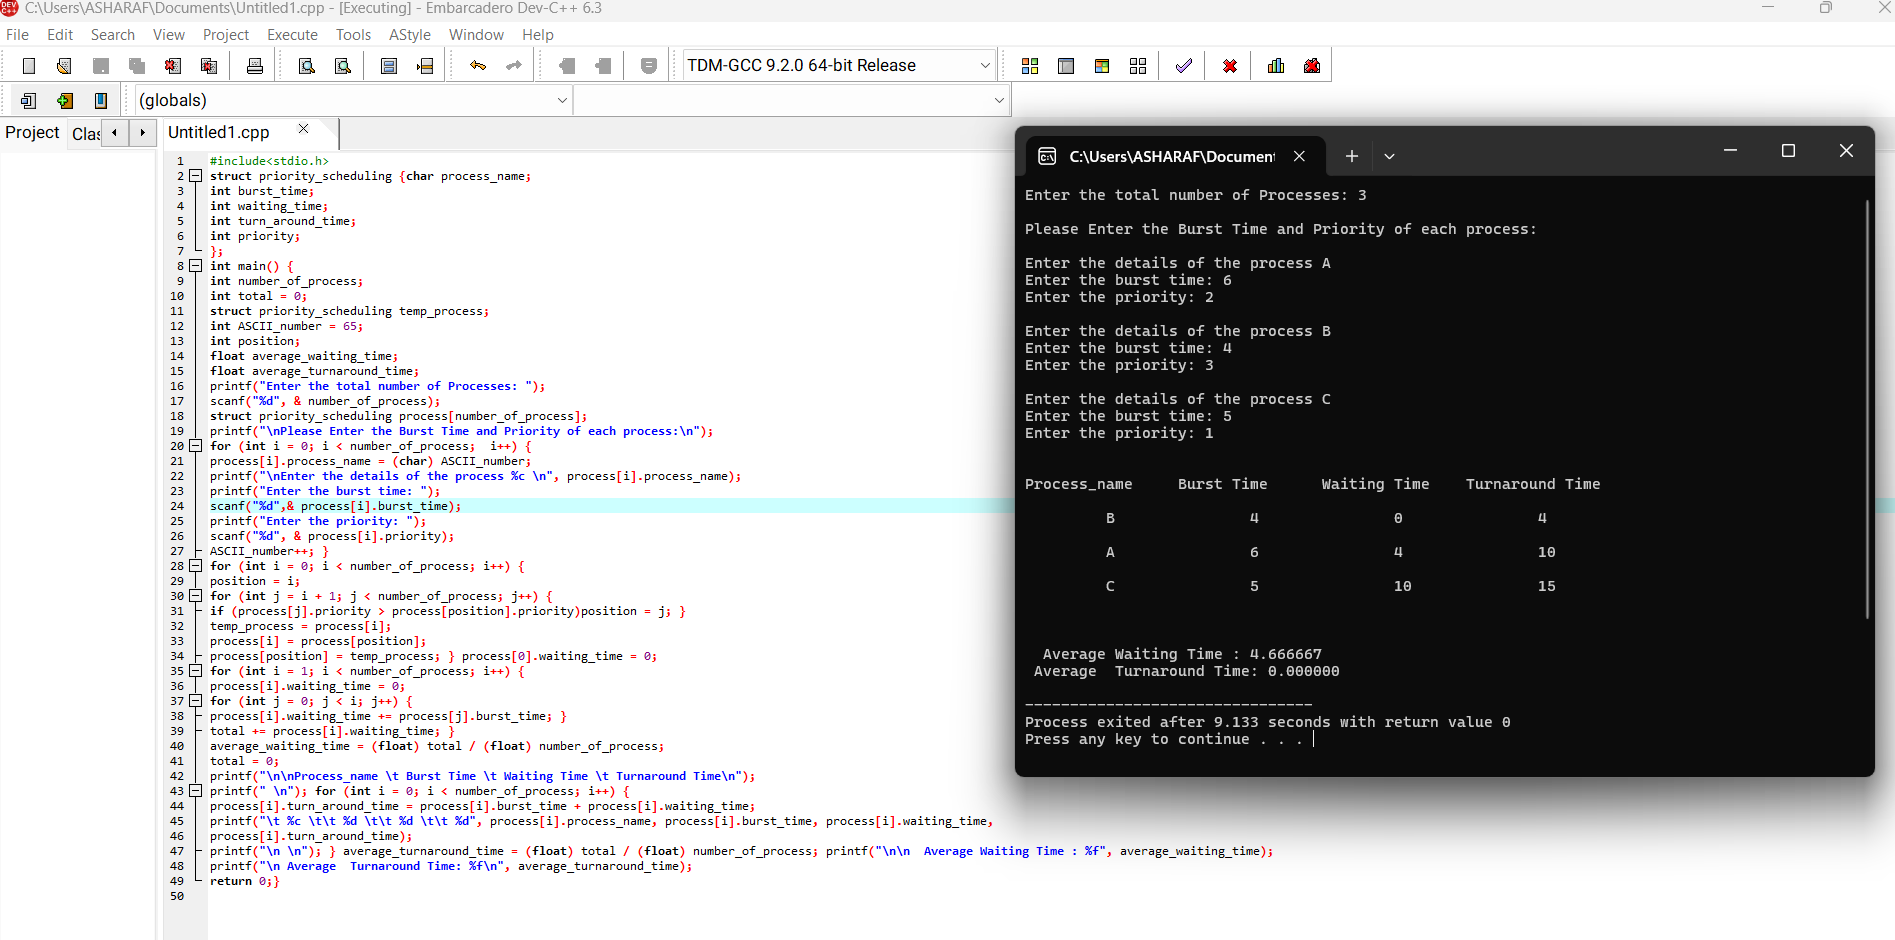 C:\Users\ASHARAF\Documents\Untitled1.cpp - [Executing] - Embarcadero Dev-C++ 6.3
File Edit Search View Project Execute Tools AStyle Window Help
TDM-GCC 9.2.0 64-bit Release
(globals)
Project Clas Untitled1.cpp
1 #include<stdio.h>
2 struct priority_scheduling {char process_name;
3 int burst_time;
4 int waiting_time;
5 int turn_around_time;
6 int priority;
7 };
8 int main() {
9 int number_of_process;
10 int total = 0;
11 struct priority_scheduling temp_process;
12 int ASCII_number = 65;
13 int position;
14 float average_waiting_time;
15 float average_turnaround_time;
16 printf("Enter the total number of Processes: ");
17 scanf("%d", & number_of_process);
18 struct priority_scheduling process[number_of_process];
19 printf("\nPlease Enter the Burst Time and Priority of each process:\n");
20 for (int i = 0; i < number_of_process;  i++) {
21 process[i].process_name = (char) ASCII_number;
22 printf("\nEnter the details of the process %c \n", process[i].process_name);
23 printf("Enter the burst time: ");
24 scanf("%d",& process[i].burst_time);
25 printf("Enter the priority: ");
26 scanf("%d", & process[i].priority);
27 ASCII_number++; }
28 for (int i = 0; i < number_of_process; i++) {
29 position = i;
30 for (int j = i + 1; j < number_of_process; j++) {
31 if (process[j].priority > process[position].priority)position = j; }
32 temp_process = process[i];
33 process[i] = process[position];
34 process[position] = temp_process; } process[0].waiting_time = 0;
35 for (int i = 1; i < number_of_process; i++) {
36 process[i].waiting_time = 0;
37 for (int j = 0; j < i; j++) {
38 process[i].waiting_time += process[j].burst_time; }
39 total += process[i].waiting_time; }
40 average_waiting_time = (float) total / (float) number_of_process;
41 total = 0;
42 printf("\n\nProcess_name \t Burst Time \t Waiting Time \t Turnaround Time\n");
43 printf(" \n"); for (int i = 0; i < number_of_process; i++) {
44 process[i].turn_around_time = process[i].burst_time + process[i].waiting_time;
45 printf("\t %c \t\t %d \t\t %d \t\t %d", process[i].process_name, process[i].burst_time, process[i].waiting_time,
46 process[i].turn_around_time);
47 printf("\n \n"); } average_turnaround_time = (float) total / (float) number_of_process; printf("\n\n  Average Waiting Time : %f", average_waiting_time);
48 printf("\n Average  Turnaround Time: %f\n", average_turnaround_time);
49 return 0;}
50
C:\Users\ASHARAF\Document
Enter the total number of Processes: 3
Please Enter the Burst Time and Priority of each process:
Enter the details of the process A
Enter the burst time: 6
Enter the priority: 2
Enter the details of the process B
Enter the burst time: 4
Enter the priority: 3
Enter the details of the process C
Enter the burst time: 5
Enter the priority: 1
Process_name Burst Time Waiting Time Turnaround Time
B 4 0 4
A 6 4 10
C 5 10 15
Average Waiting Time : 4.666667
Average  Turnaround Time: 0.000000
--------------------------------
Process exited after 9.133 seconds with return value 0
Press any key to continue . . .